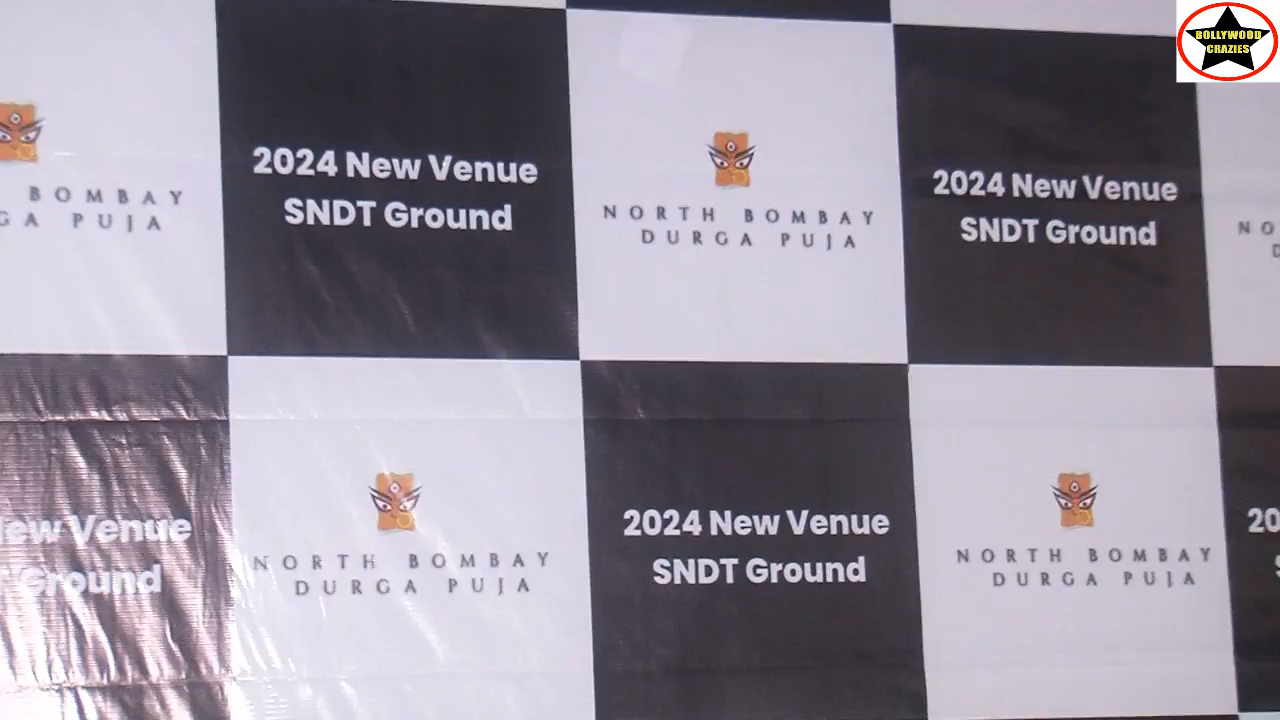 BOLLYWOOD
CRAZIES
BOMBAY
PUJA
2024 New Venue
SNDT Ground
NORTH BOMBAY
DURGA PUJA
2024 New Venue
SNDT Ground
New Venue
Ground
NORTH BOMBAY
DURGA PUJA
2024 New Venue
SNDT Ground
NORTH BOMBAY
DURGA PUJA